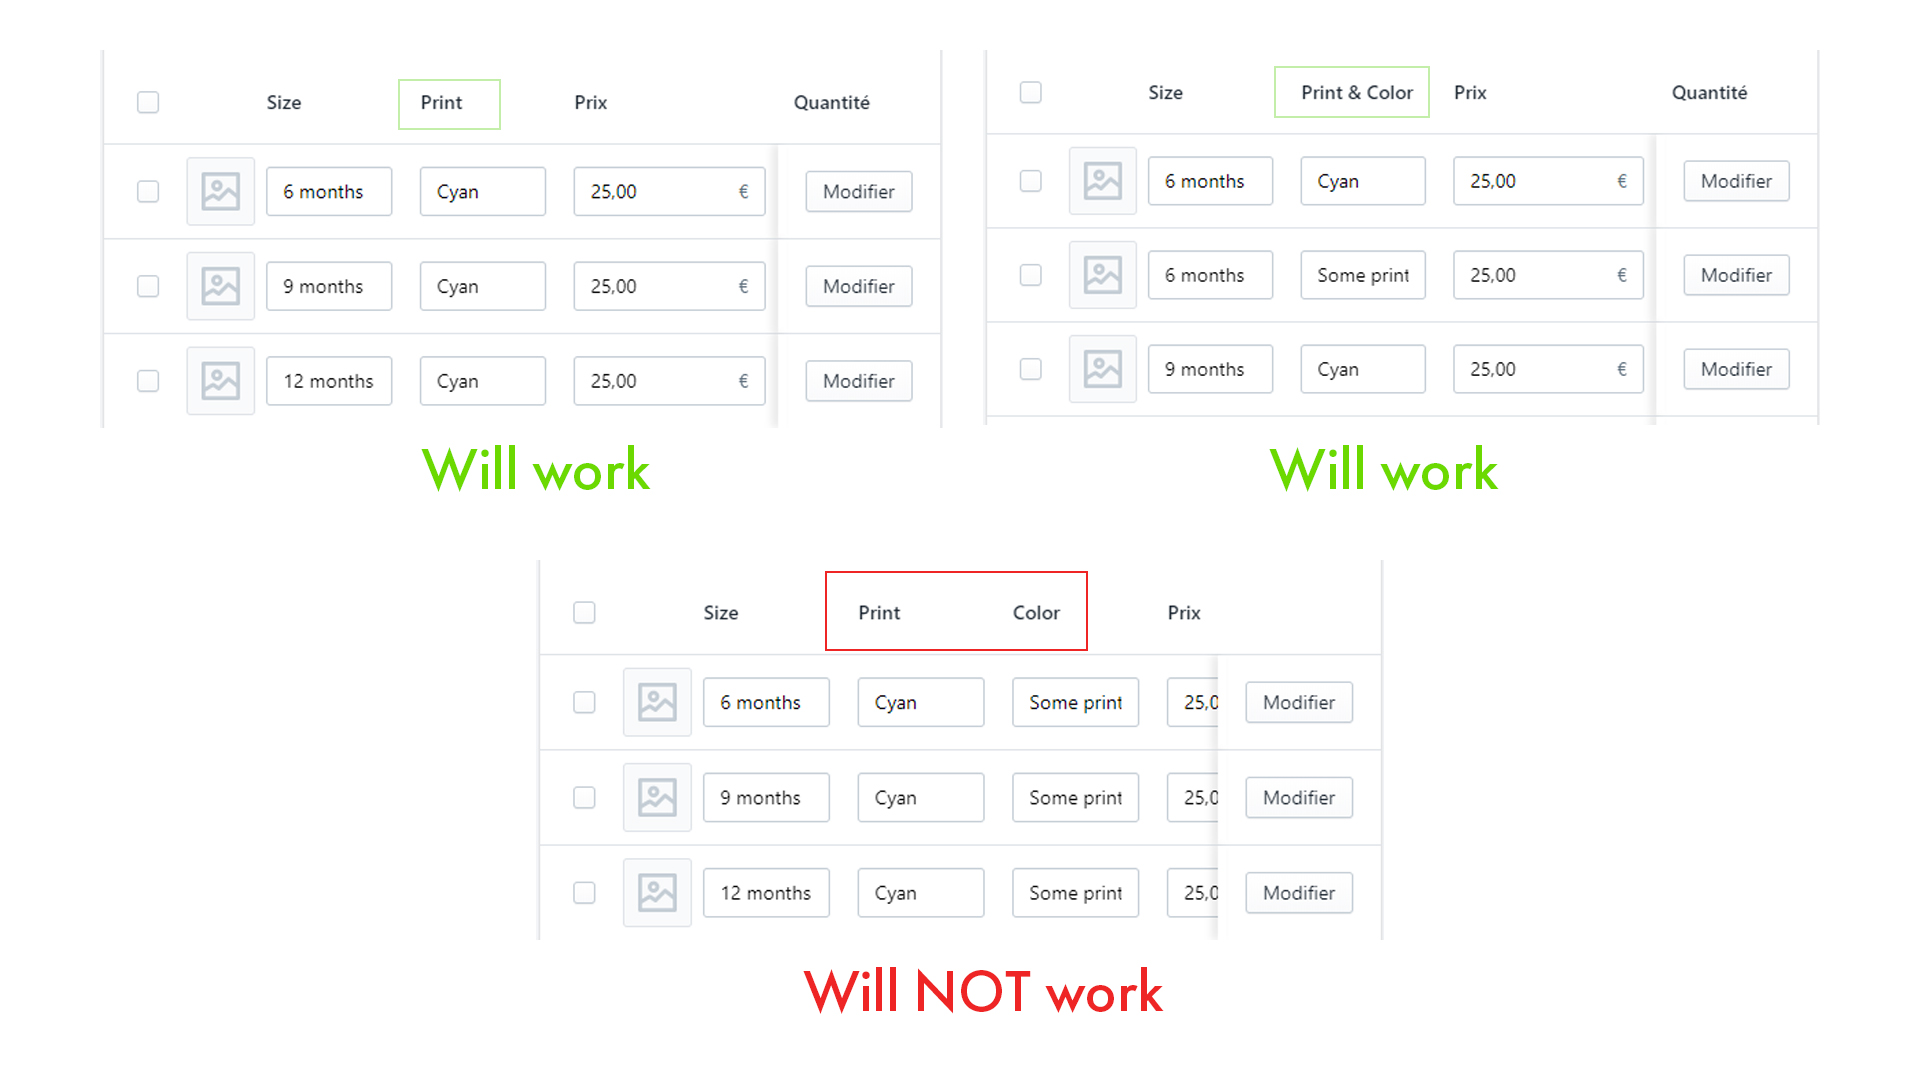 Size Print Prix Quantité
6 months Cyan 25,00 € Modifier
9 months Cyan 25,00 € Modifier
12 months Cyan 25,00 € Modifier
Will work
Size Print & Color Prix Quantité
6 months Cyan 25,00 € Modifier
6 months Some print 25,00 € Modifier
9 months Cyan 25,00 € Modifier
Will work
Size Print Color Prix
6 months Cyan Some print 25,0 Modifier
9 months Cyan Some print 25,0 Modifier
12 months Cyan Some print 25,0 Modifier
Will NOT work